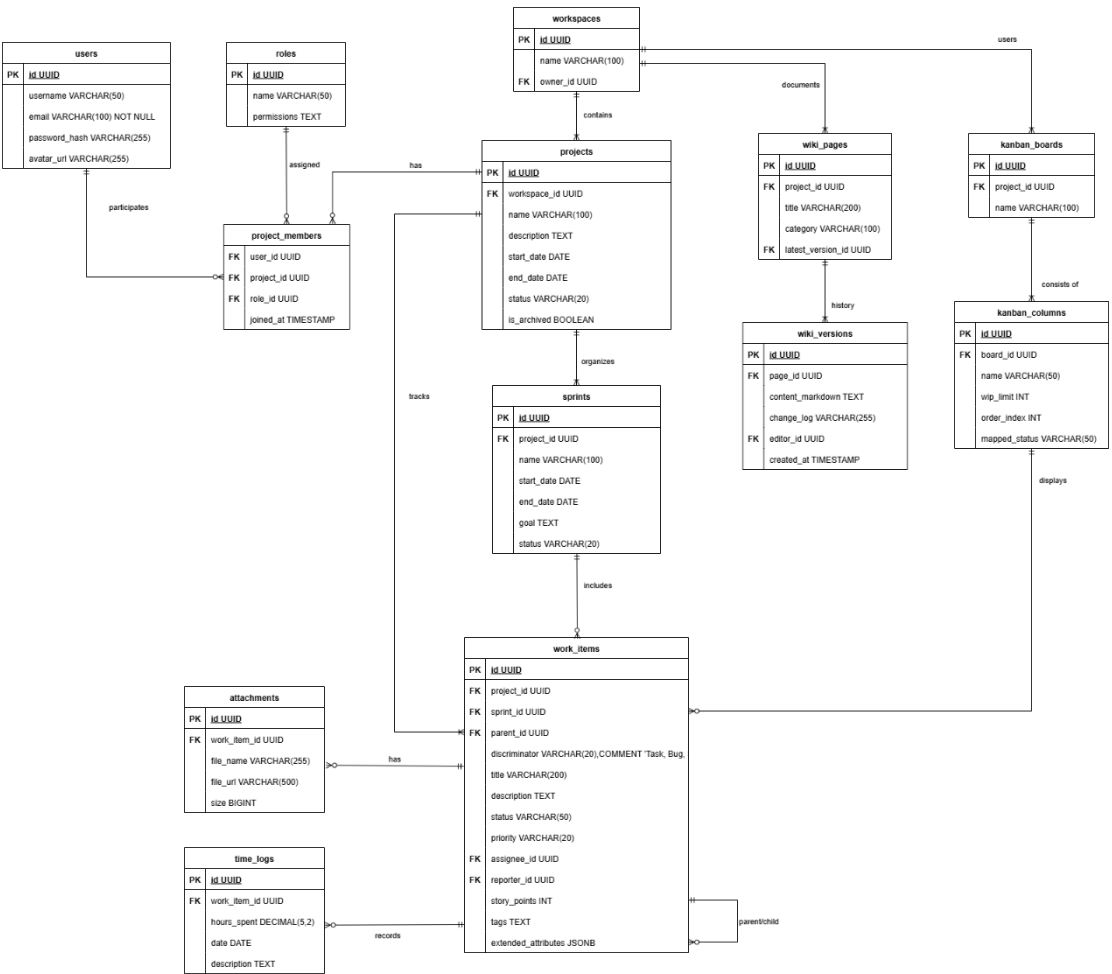 workspaces
PK id UUID
name VARCHAR(100)
FK owner_id UUID
users
documents
contains
users
PK id UUID
username VARCHAR(50)
email VARCHAR(100) NOT NULL
password_hash VARCHAR(255)
avatar_url VARCHAR(255)
participates
roles
PK id UUID
name VARCHAR(50)
permissions TEXT
assigned
has
project_members
FK user_id UUID
FK project_id UUID
FK role_id UUID
joined_at TIMESTAMP
projects
PK id UUID
FK workspace_id UUID
name VARCHAR(100)
description TEXT
start_date DATE
end_date DATE
status VARCHAR(20)
is_archived BOOLEAN
organizes
tracks
wiki_pages
PK id UUID
FK project_id UUID
title VARCHAR(200)
category VARCHAR(100)
FK latest_version_id UUID
history
kanban_boards
PK id UUID
FK project_id UUID
name VARCHAR(100)
consists of
wiki_versions
PK id UUID
FK page_id UUID
content_markdown TEXT
change_log VARCHAR(255)
FK editor_id UUID
created_at TIMESTAMP
kanban_columns
PK id UUID
FK board_id UUID
name VARCHAR(50)
wip_limit INT
order_index INT
mapped_status VARCHAR(50)
displays
sprints
PK id UUID
FK project_id UUID
name VARCHAR(100)
start_date DATE
end_date DATE
goal TEXT
status VARCHAR(20)
includes
work_items
PK id UUID
FK project_id UUID
FK sprint_id UUID
FK parent_id UUID
discriminator VARCHAR(20),COMMENT 'Task, Bug,
title VARCHAR(200)
description TEXT
status VARCHAR(50)
priority VARCHAR(20)
FK assignee_id UUID
FK reporter_id UUID
story_points INT
tags TEXT
extended_attributes JSONB
parent/child
attachments
PK id UUID
FK work_item_id UUID
file_name VARCHAR(255)
file_url VARCHAR(500)
size BIGINT
has
time_logs
PK id UUID
FK work_item_id UUID
hours_spent DECIMAL(5,2)
date DATE
description TEXT
records